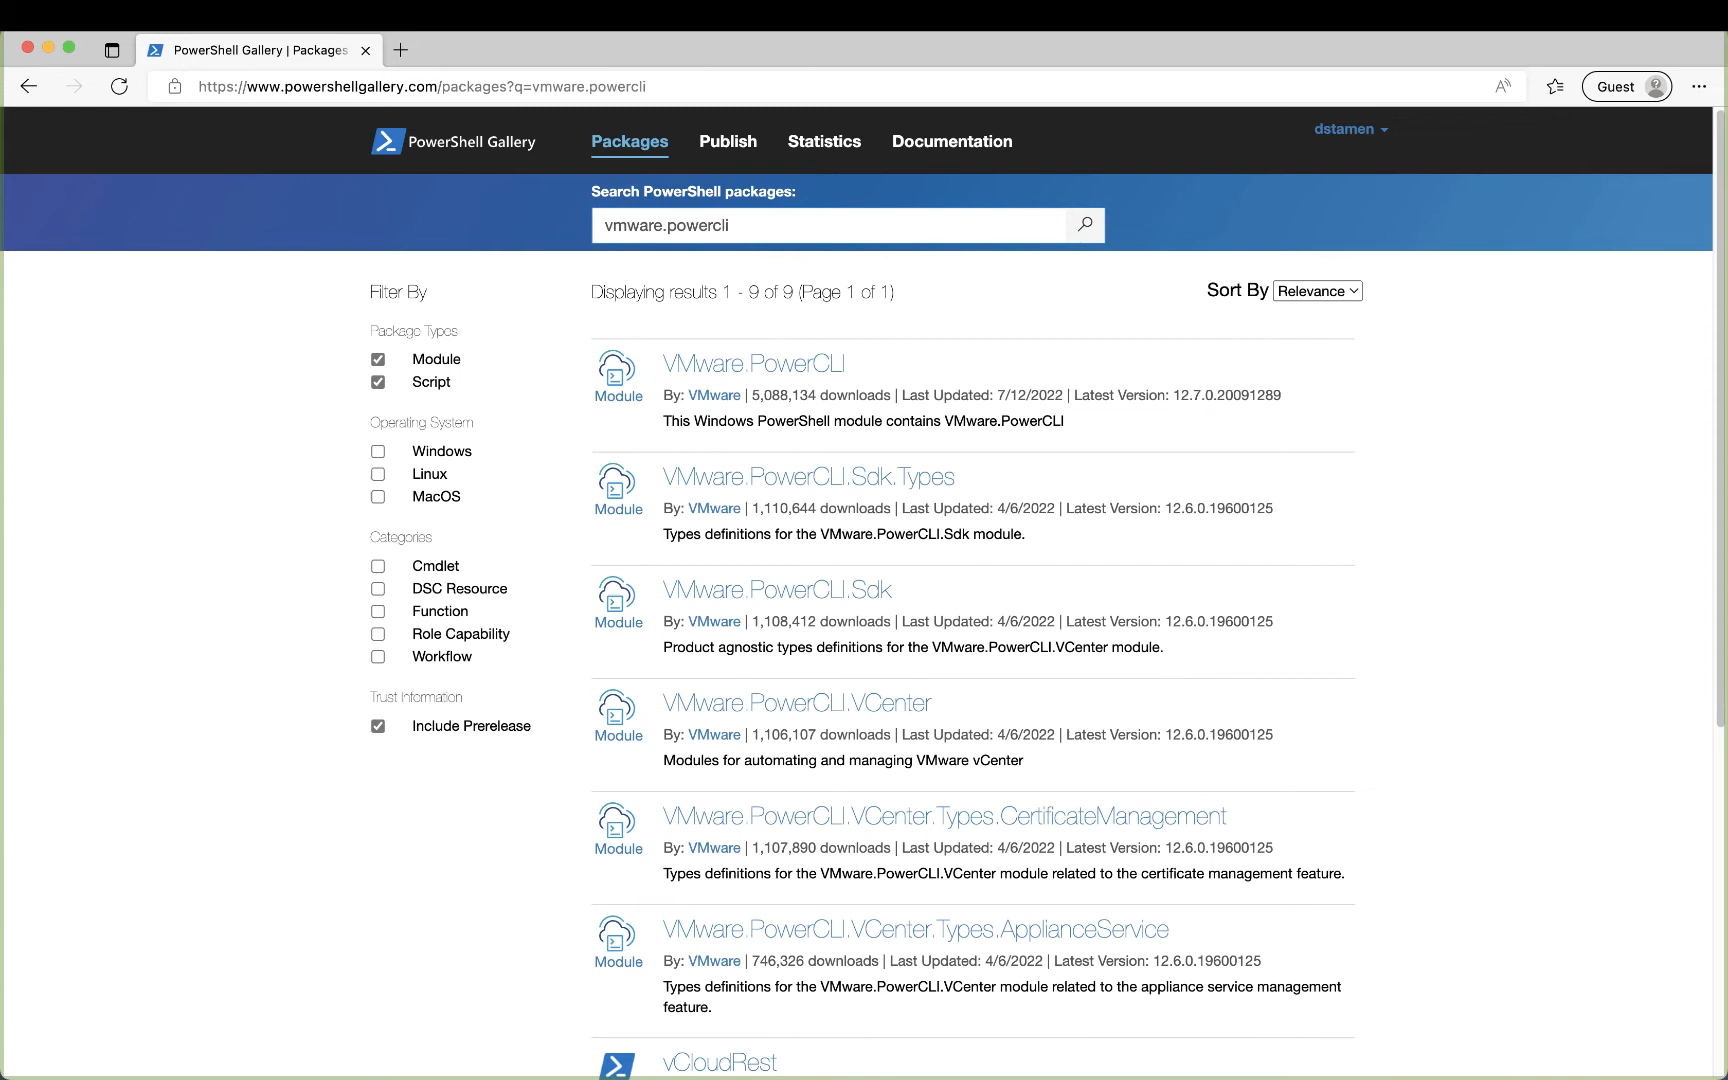 PowerShell Gallery | Packages
https://www.powershellgallery.com/packages?q=vmware.powercli
Guest
PowerShell Gallery
Packages
Publish
Statistics
Documentation
dstamen
Search PowerShell packages:
vmware.powercli
Filter By
Package Types
Module
Script
Operating System
Windows
Linux
MacOS
Categories
Cmdlet
DSC Resource
Function
Role Capability
Workflow
Trust Information
Include Prerelease
Displaying results 1 - 9 of 9 (Page 1 of 1)
Sort By Relevance
Module
VMware.PowerCLI
By: VMware | 5,088,134 downloads | Last Updated: 7/12/2022 | Latest Version: 12.7.0.20091289
This Windows PowerShell module contains VMware.PowerCLI
Module
VMware.PowerCLI.Sdk.Types
By: VMware | 1,110,644 downloads | Last Updated: 4/6/2022 | Latest Version: 12.6.0.19600125
Types definitions for the VMware.PowerCLI.Sdk module.
Module
VMware.PowerCLI.Sdk
By: VMware | 1,108,412 downloads | Last Updated: 4/6/2022 | Latest Version: 12.6.0.19600125
Product agnostic types definitions for the VMware.PowerCLI.VCenter module.
Module
VMware.PowerCLI.VCenter
By: VMware | 1,106,107 downloads | Last Updated: 4/6/2022 | Latest Version: 12.6.0.19600125
Modules for automating and managing VMware vCenter
Module
VMware.PowerCLI.VCenter.Types.CertificateManagement
By: VMware | 1,107,890 downloads | Last Updated: 4/6/2022 | Latest Version: 12.6.0.19600125
Types definitions for the VMware.PowerCLI.VCenter module related to the certificate management feature.
Module
VMware.PowerCLI.VCenter.Types.ApplianceService
By: VMware | 746,326 downloads | Last Updated: 4/6/2022 | Latest Version: 12.6.0.19600125
Types definitions for the VMware.PowerCLI.VCenter module related to the appliance service management
feature.
vCloudRest